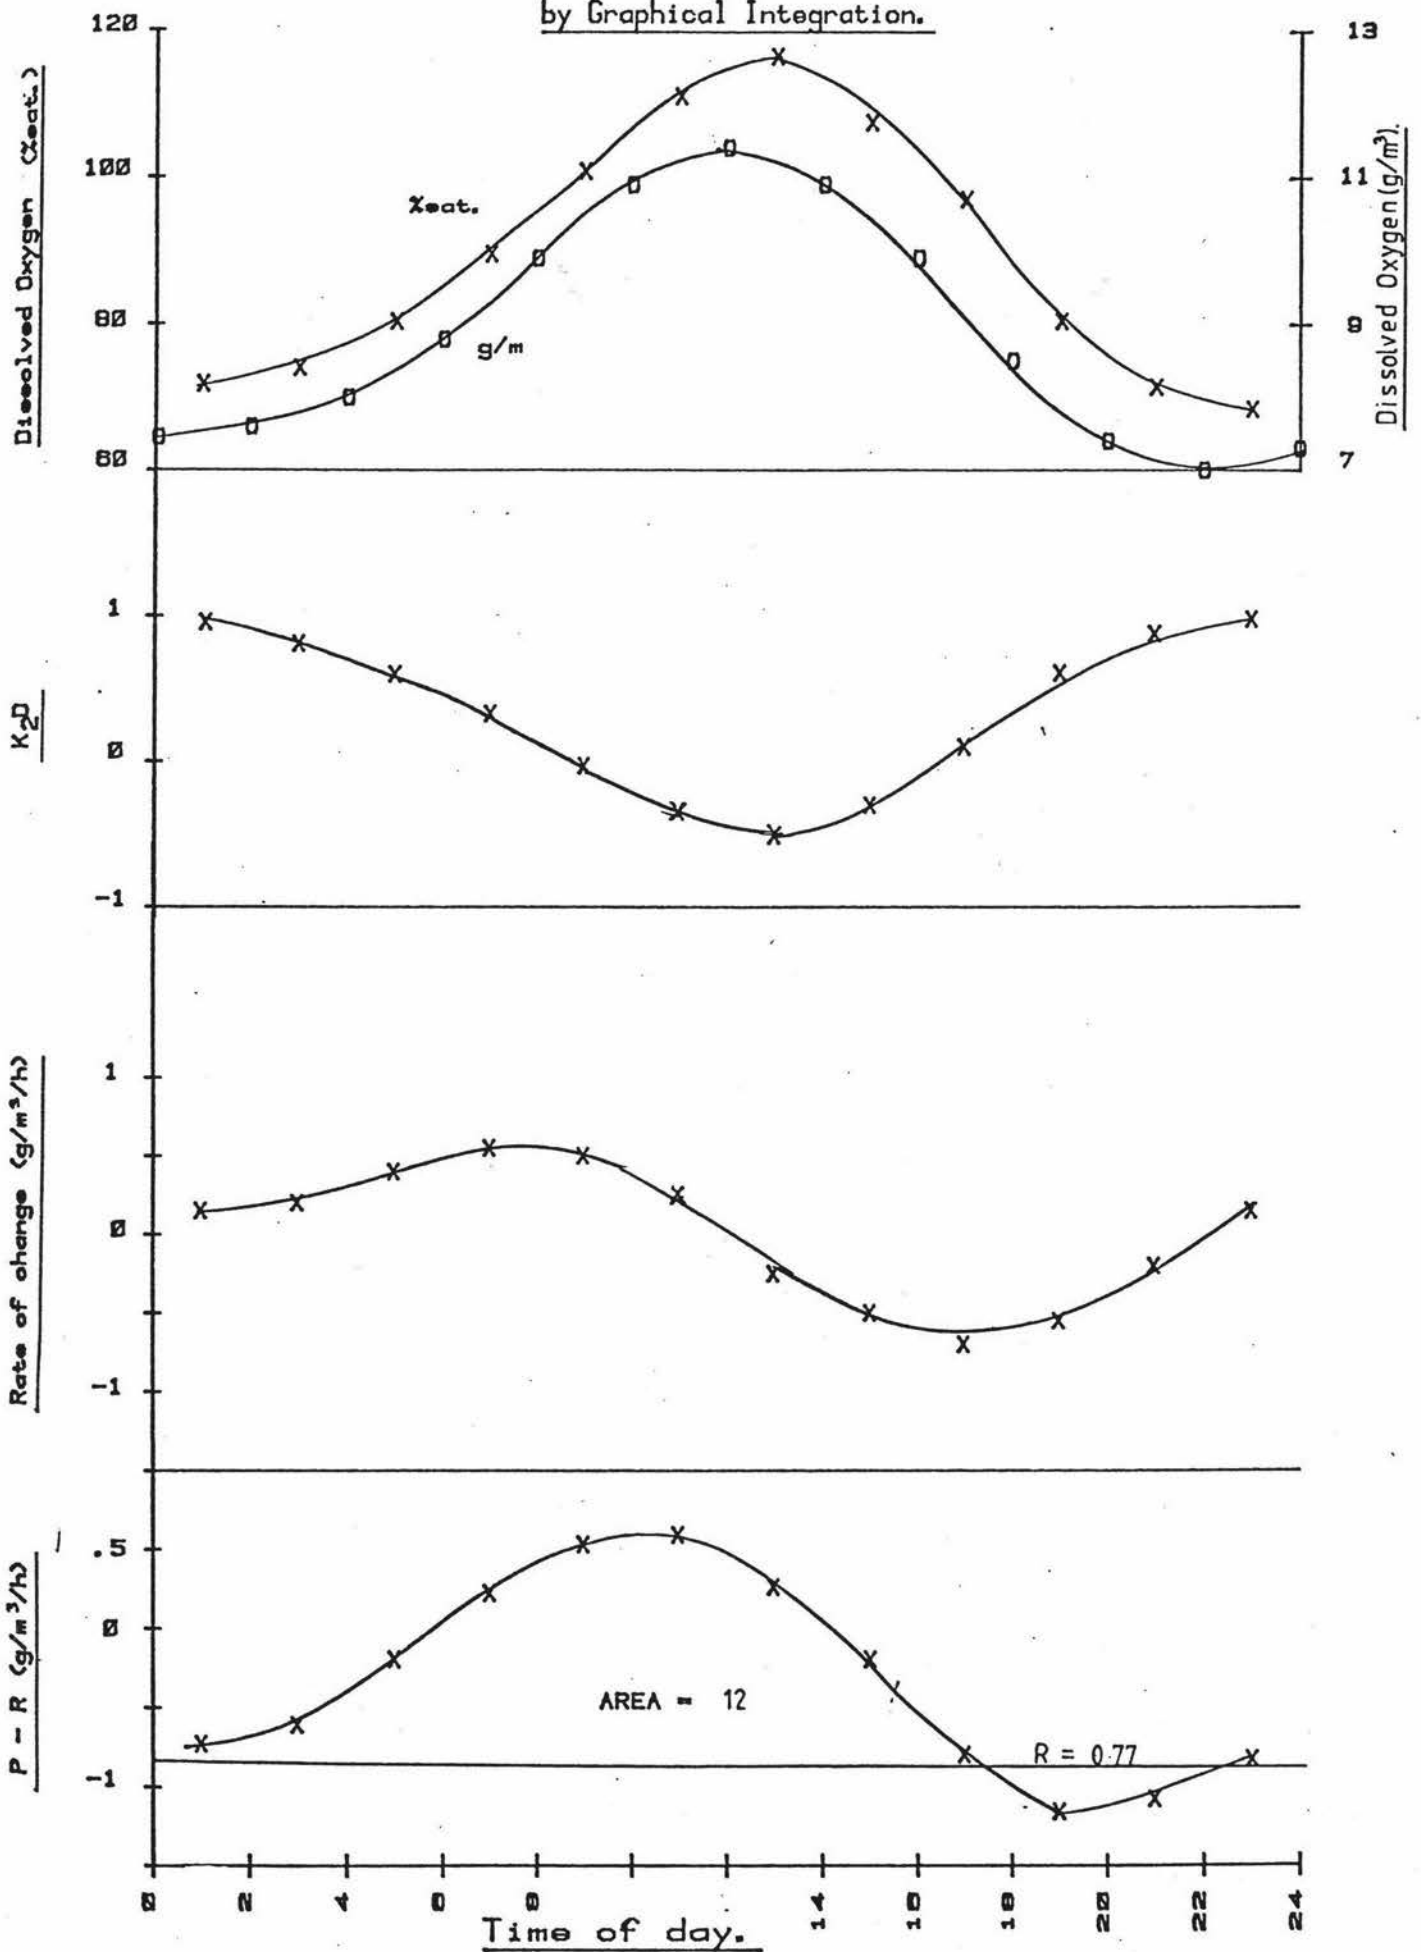 by Graphical Integration.
120
100
80
60
Dissolved Oxygen (%sat.)
13
11
9
7
Dissolved Oxygen (g/m³).
%sat.
g/m
1
0
-1
K₂D
1
0
-1
Rate of change (g/m³/h)
.5
0
-1
P - R (g/m³/h)
AREA = 12
R = 0.77
0 2 4 6 8 14 16 18 20 22 24
Time of day.